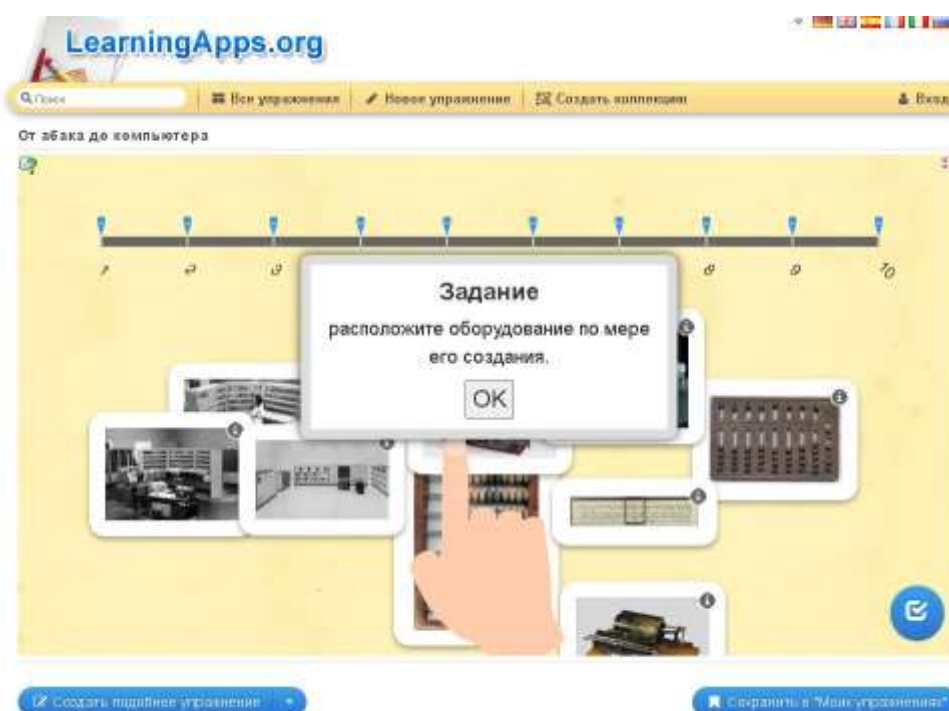 LearningApps.org
Поиск
Все упражнения
Новое упражнение
Создать коллекцию
Вход
От абака до компьютера
1
2
3
8
9
10
Задание
расположите оборудование по мере
его создания.
OK
Создать подобное упражнение
Сохранить в "Мои упражнения"